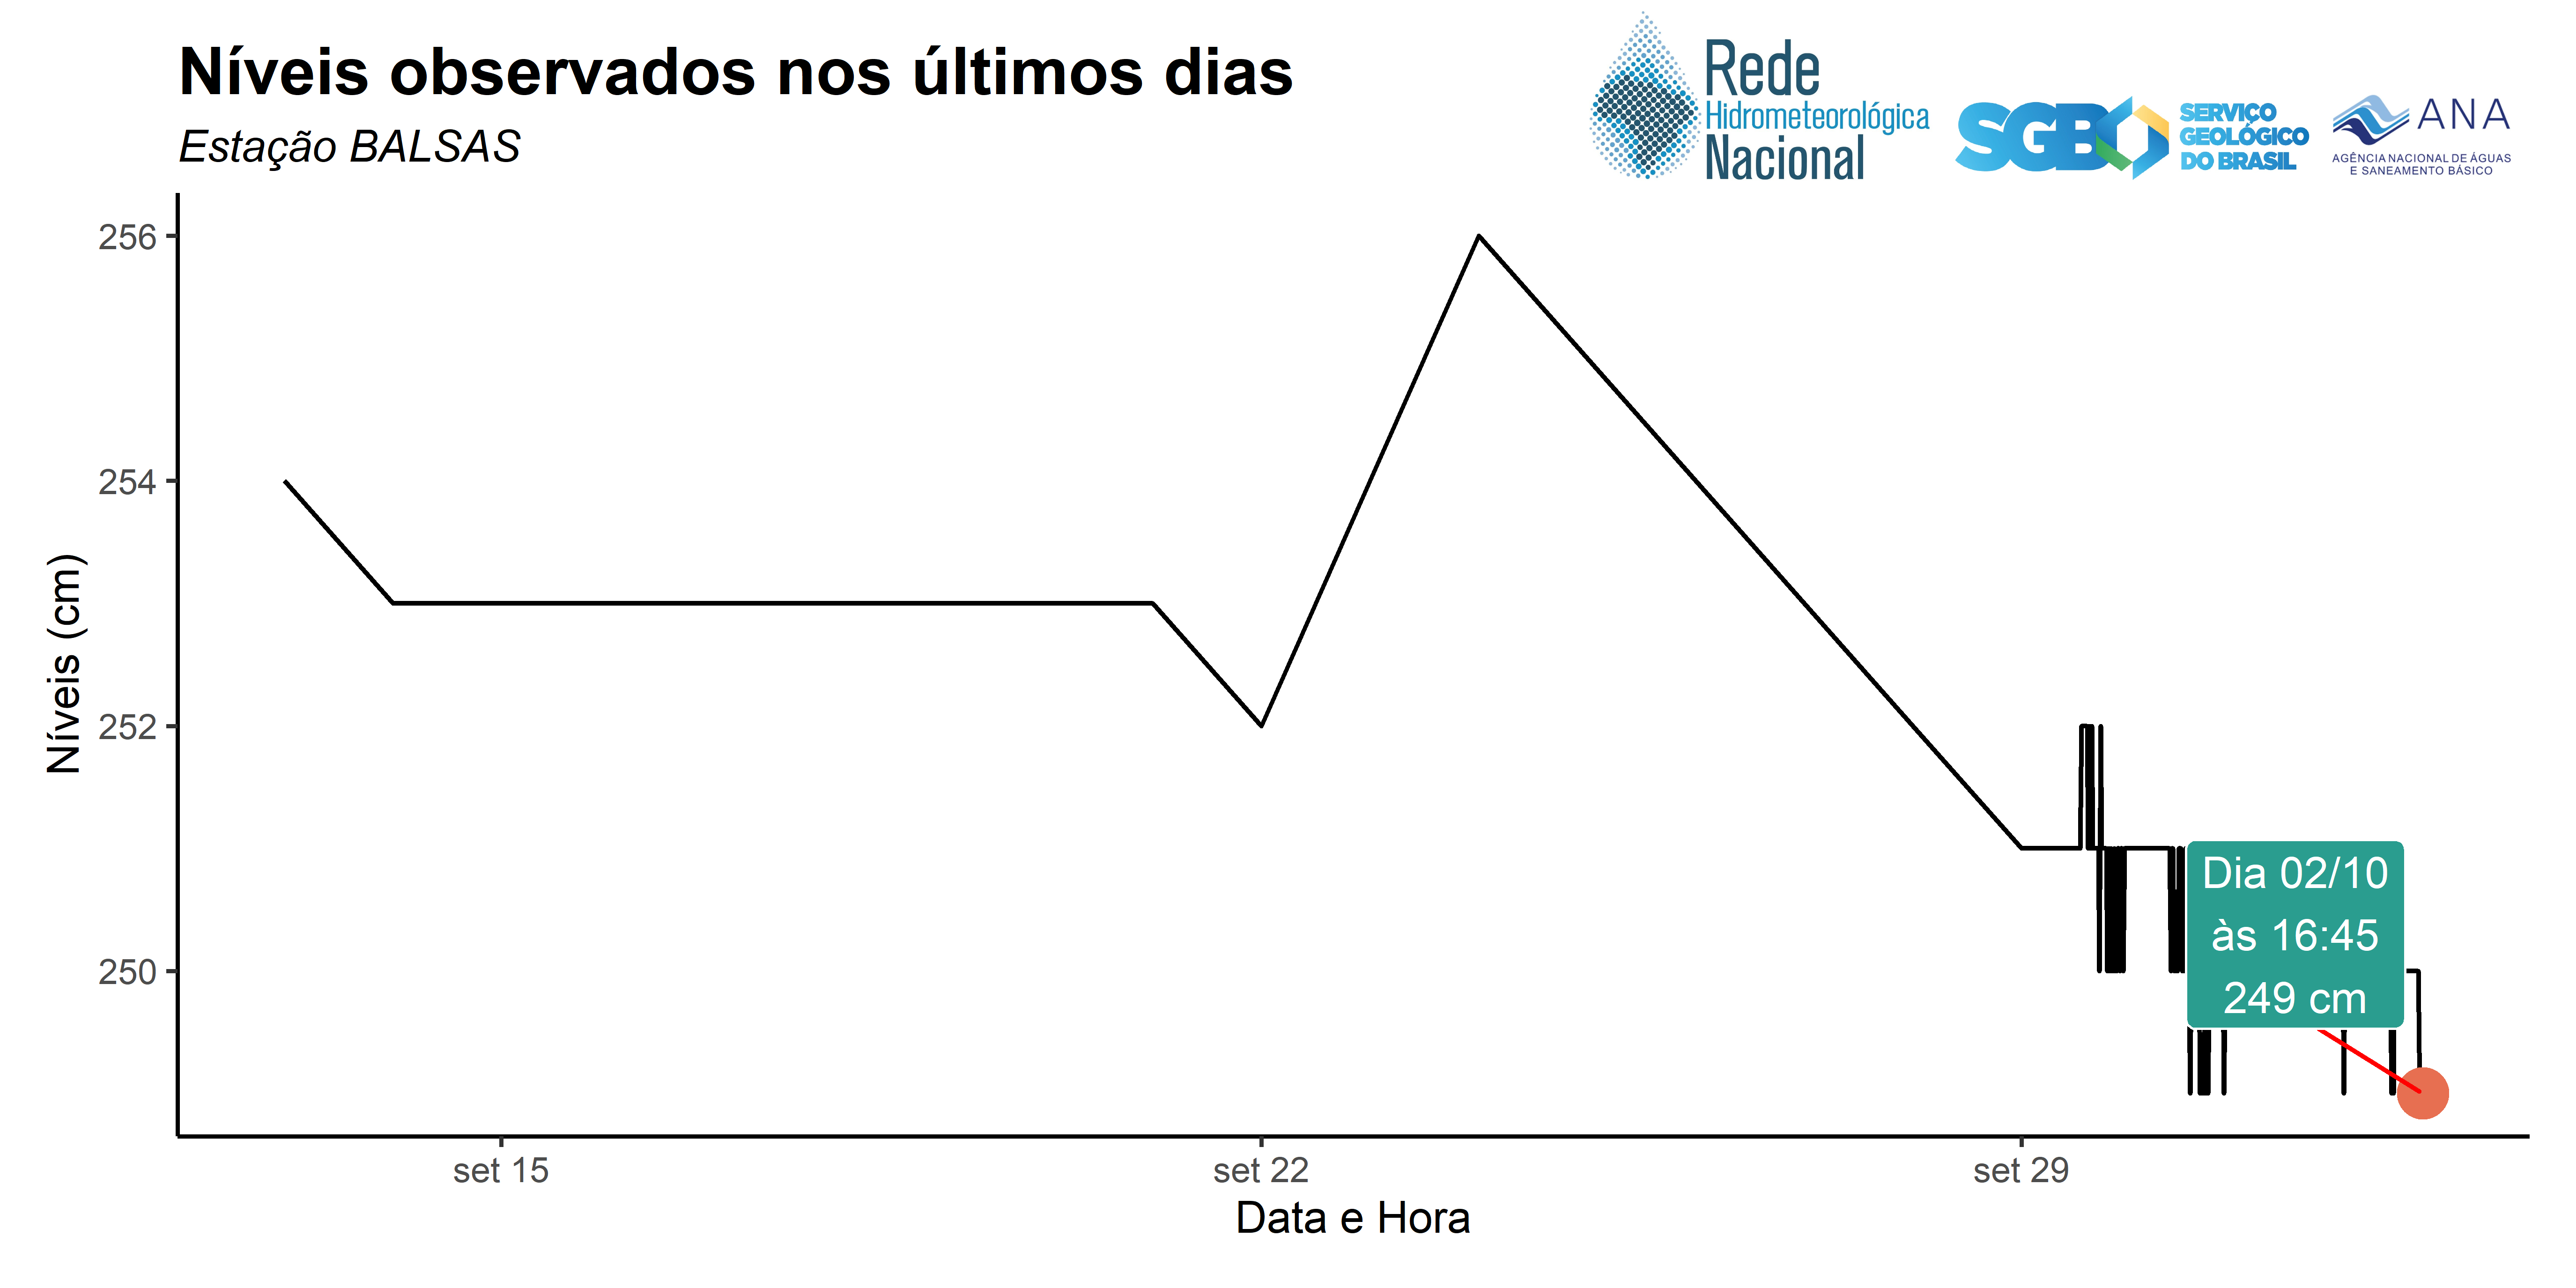 Níveis observados nos últimos dias
Estação BALSAS
Rede
Hidrometeorológica
Nacional
SGB
SERVIÇO
GEOLÓGICO
DO BRASIL
ANA
AGÊNCIA NACIONAL DE ÁGUAS
E SANEAMENTO BÁSICO
Níveis (cm)
256
254
252
250
Dia 02/10
às 16:45
249 cm
set 15
set 22
set 29
Data e Hora